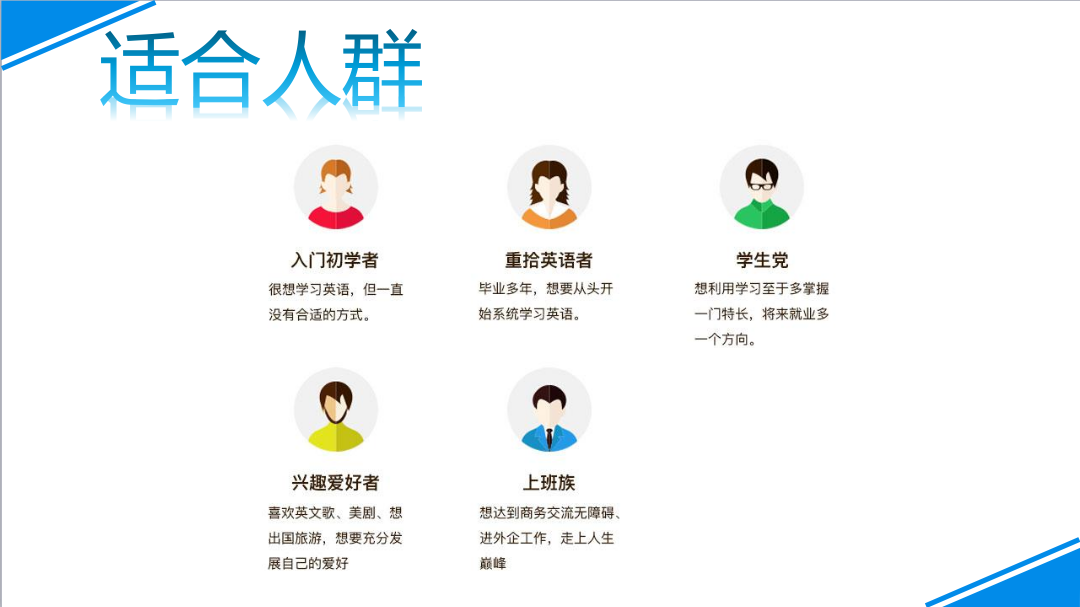 适合人群
入门初学者
很想学习英语，但一直
没有合适的方式。
重拾英语者
毕业多年，想要从头开
始系统学习英语。
学生党
想利用学习至于多掌握
一门特长，将来就业多
一个方向。
兴趣爱好者
喜欢英文歌、美剧、想
出国旅游，想要充分发
展自己的爱好
上班族
想达到商务交流无障碍、
进外企工作，走上人生
巅峰